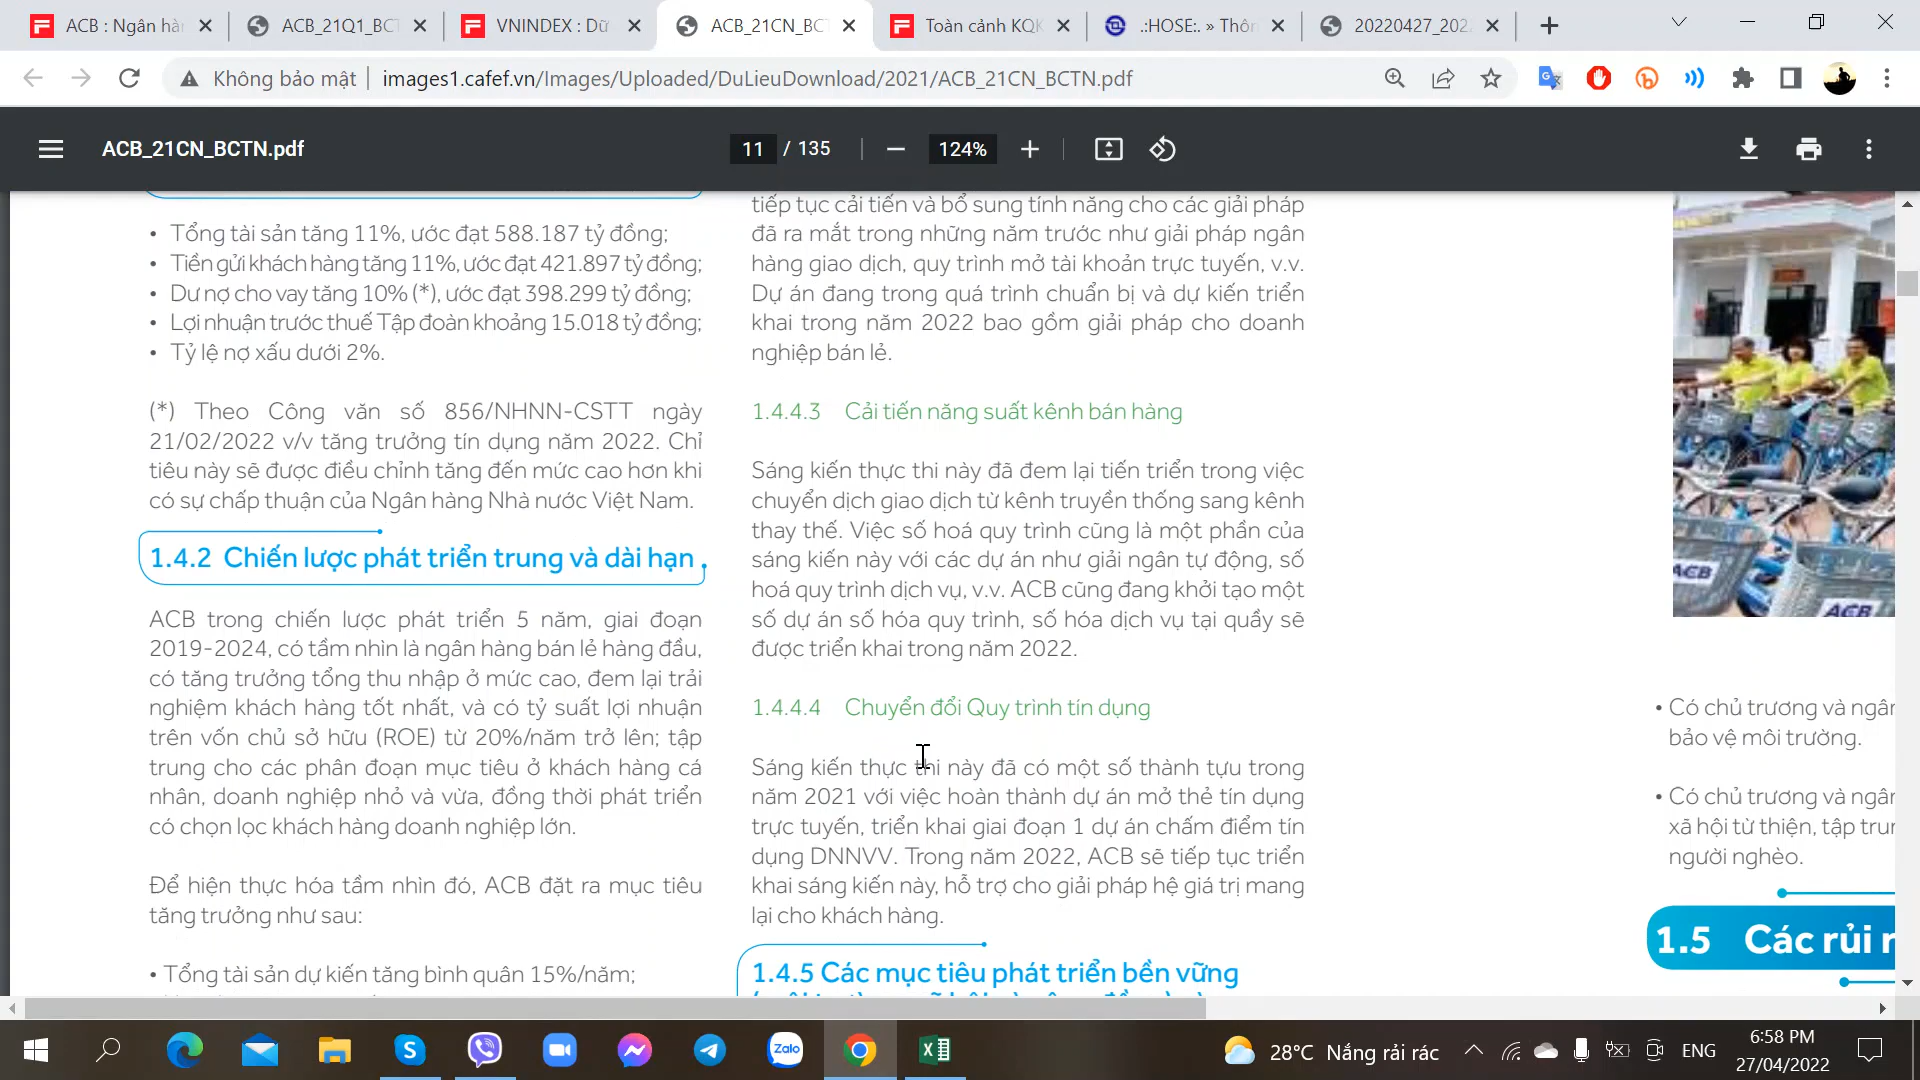 ACB : Ngân hàn
ACB_21Q1_BCT
VNINDEX : Dữ
ACB_21CN_BCT
Toàn cảnh KQK
.:HOSE:. » Thôn
20220427_202
Không bảo mật
images1.cafef.vn/Images/Uploaded/DuLieuDownload/2021/ACB_21CN_BCTN.pdf
ACB_21CN_BCTN.pdf
11 / 135
124%
• Tổng tài sản tăng 11%, ước đạt 588.187 tỷ đồng;
• Tiền gửi khách hàng tăng 11%, ước đạt 421.897 tỷ đồng;
• Dư nợ cho vay tăng 10% (*), ước đạt 398.299 tỷ đồng;
• Lợi nhuận trước thuế Tập đoàn khoảng 15.018 tỷ đồng;
• Tỷ lệ nợ xấu dưới 2%.
(*) Theo Công văn số 856/NHNN-CSTT ngày
21/02/2022 v/v tăng trưởng tín dụng năm 2022. Chỉ
tiêu này sẽ được điều chỉnh tăng đến mức cao hơn khi
có sự chấp thuận của Ngân hàng Nhà nước Việt Nam.
1.4.2 Chiến lược phát triển trung và dài hạn
ACB trong chiến lược phát triển 5 năm, giai đoạn
2019-2024, có tầm nhìn là ngân hàng bán lẻ hàng đầu,
có tăng trưởng tổng thu nhập ở mức cao, đem lại trải
nghiệm khách hàng tốt nhất, và có tỷ suất lợi nhuận
trên vốn chủ sở hữu (ROE) từ 20%/năm trở lên; tập
trung cho các phân đoạn mục tiêu ở khách hàng cá
nhân, doanh nghiệp nhỏ và vừa, đồng thời phát triển
có chọn lọc khách hàng doanh nghiệp lớn.
Để hiện thực hóa tầm nhìn đó, ACB đặt ra mục tiêu
tăng trưởng như sau:
• Tổng tài sản dự kiến tăng bình quân 15%/năm;
tiếp tục cải tiến và bổ sung tính năng cho các giải pháp
đã ra mắt trong những năm trước như giải pháp ngân
hàng giao dịch, quy trình mở tài khoản trực tuyến, v.v.
Dự án đang trong quá trình chuẩn bị và dự kiến triển
khai trong năm 2022 bao gồm giải pháp cho doanh
nghiệp bán lẻ.
1.4.4.3 Cải tiến năng suất kênh bán hàng
Sáng kiến thực thi này đã đem lại tiến triển trong việc
chuyển dịch giao dịch từ kênh truyền thống sang kênh
thay thế. Việc số hoá quy trình cũng là một phần của
sáng kiến này với các dự án như giải ngân tự động, số
hoá quy trình dịch vụ, v.v. ACB cũng đang khởi tạo một
số dự án số hóa quy trình, số hóa dịch vụ tại quầy sẽ
được triển khai trong năm 2022.
1.4.4.4 Chuyển đổi Quy trình tín dụng
Sáng kiến thực thi này đã có một số thành tựu trong
năm 2021 với việc hoàn thành dự án mở thẻ tín dụng
trực tuyến, triển khai giai đoạn 1 dự án chấm điểm tín
dụng DNNVV. Trong năm 2022, ACB sẽ tiếp tục triển
khai sáng kiến này, hỗ trợ cho giải pháp hệ giá trị mang
lại cho khách hàng.
1.4.5 Các mục tiêu phát triển bền vững
ACB
ACB
• Có chủ trương và ngân
bảo vệ môi trường.
• Có chủ trương và ngân
xã hội từ thiện, tập trun
người nghèo.
1.5 Các rủi r
Zalo
28°C Nắng rải rác
ENG
6:58 PM
27/04/2022